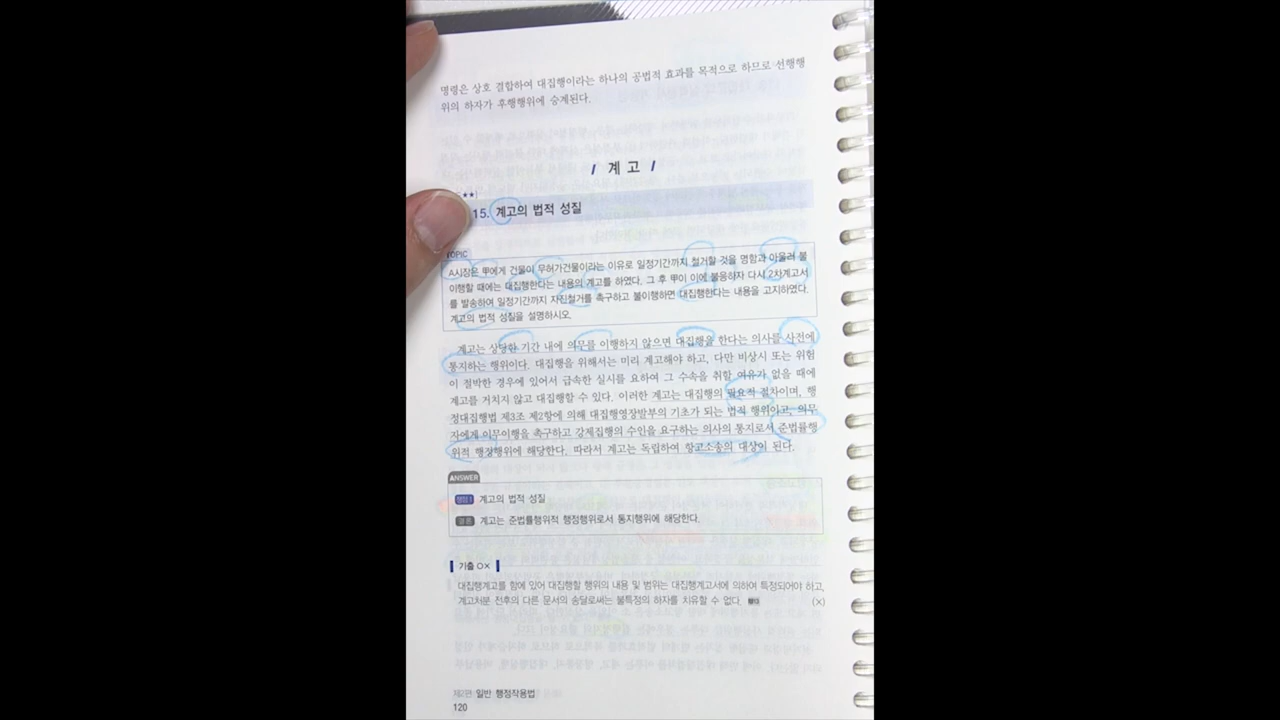 명령은 상호 결합하여 대집행이라는 하나의 공법적 효과를 목적으로 하므로 선행행
위의 하자가 후행행위에 승계된다.
/ 계고 /
★★
15. 계고의 법적 성질
TOPIC
A시장은 甲에게 건물이 무허가건물이라는 이유로 일정기간까지 철거할 것을 명함과 아울러 불
이행할 때에는 대집행한다는 내용의 계고를 하였다. 그 후 甲이 이에 불응하자 다시 2차계고서
를 발송하여 일정기간까지 자진철거를 촉구하고 불이행하면 대집행한다는 내용을 고지하였다.
계고의 법적 성질을 설명하시오.
계고는 상당한 기간 내에 의무를 이행하지 않으면 대집행을 한다는 의사를 사전에
통지하는 행위이다. 대집행을 위해서는 미리 계고해야 하고, 다만 비상시 또는 위험
이 절박한 경우에 있어서 급속한 실시를 요하여 그 수속을 취할 여유가 없을 때에
계고를 거치지 않고 대집행할 수 있다. 이러한 계고는 대집행의 필요적 절차이며, 행
정대집행법 제3조 제2항에 의해 대집행영장발부의 기초가 되는 법적 행위이고, 의무
자에게 의무이행을 촉구하고 강제집행의 수인을 요구하는 의사의 통지로서 준법률행
위적 행정행위에 해당한다. 따라서 계고는 독립하여 항고소송의 대상이 된다.
ANSWER
쟁점 1 계고의 법적 성질
결론 계고는 준법률행위적 행정행위로서 통지행위에 해당한다.
기출 O×
대집행계고를 함에 있어 대집행할 행위의 내용 및 범위는 대집행계고서에 의하여 특정되어야 하고,
계고처분 전후의 다른 문서의 송달로써는 불특정의 하자를 치유할 수 없다. (×)
제2편 일반 행정작용법
120